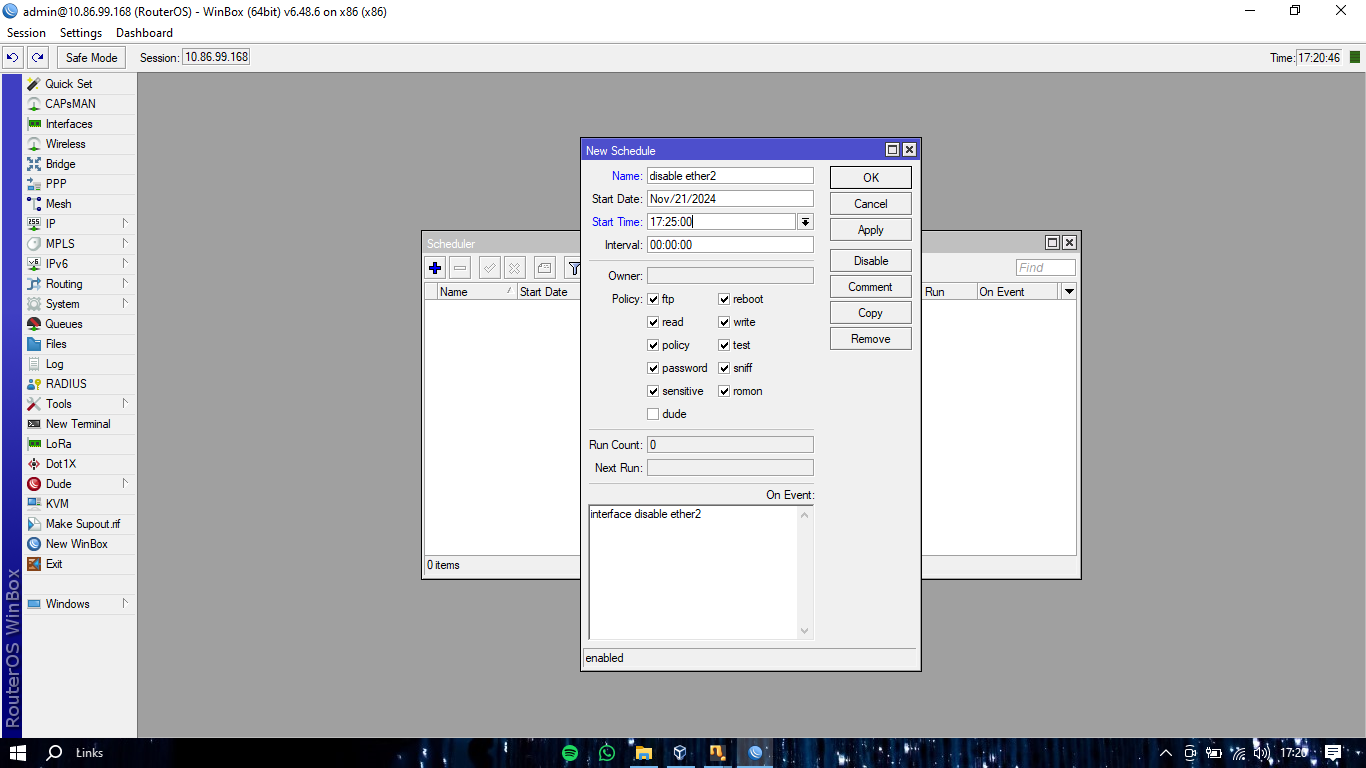 admin@10.86.99.168 (RouterOS) - WinBox (64bit) v6.48.6 on x86 (x86)
Session Settings Dashboard
Safe Mode Session: 10.86.99.168 Time: 17:20:46
Quick Set
CAPsMAN
Interfaces
Wireless
Bridge
PPP
Mesh
IP
MPLS
IPv6
Routing
System
Queues
Files
Log
RADIUS
Tools
New Terminal
LoRa
Dot1X
Dude
KVM
Make Supout.rif
New WinBox
Exit
Windows
RouterOS WinBox
Scheduler
Find
Name Start Date Run On Event
0 items
New Schedule
Name: disable ether2
Start Date: Nov/21/2024
Start Time: 17:25:00
Interval: 00:00:00
Owner:
Policy: ftp reboot
read write
policy test
password sniff
sensitive romon
dude
Run Count: 0
Next Run:
On Event:
interface disable ether2
enabled
OK
Cancel
Apply
Disable
Comment
Copy
Remove
Links 17:20